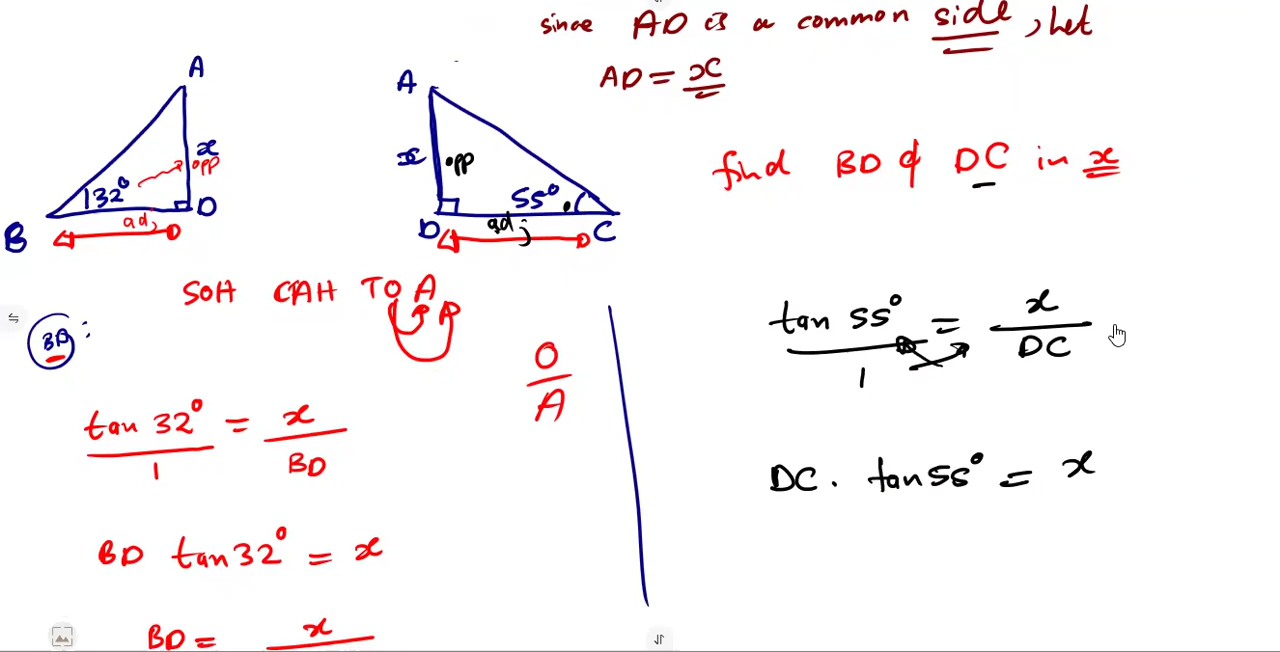 since AD is a common side, let
AD = x
A
x
opp
32°
adj
B
D
A
x
opp
55°
adj
D
C
find BD & DC in x
SOH CAH TOA
BD:
O
A
tan 32° = x
1 BD
BD tan 32° = x
BD = x
tan 55° = x
1 DC
DC . tan 55° = x